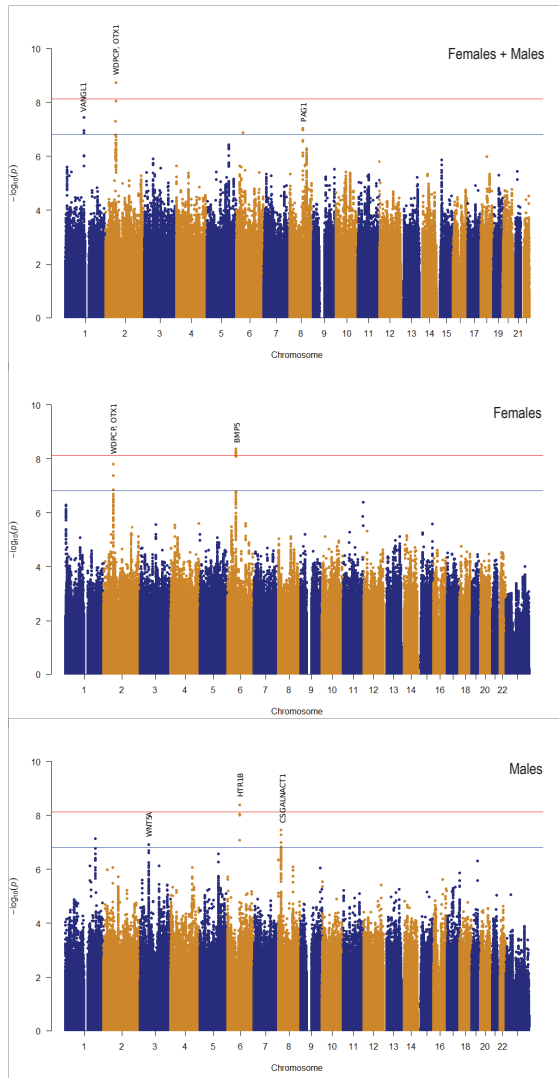 Females + Males
WDPCP, OTX1
VANGL1
PAG1
10
8
6
4
2
0
−log10(p)
1 2 3 4 5 6 7 8 9 10 11 12 13 14 15 17 19 21
Chromosome
Females
WDPCP, OTX1
BMP5
10
8
6
4
2
0
−log10(p)
1 2 3 4 5 6 7 8 9 10 11 12 13 14 16 18 20 22
Chromosome
Males
HTR1B
CSGALNACT1
WNT5A
10
8
6
4
2
0
−log10(p)
1 2 3 4 5 6 7 8 9 10 11 12 13 14 16 18 20 22
Chromosome